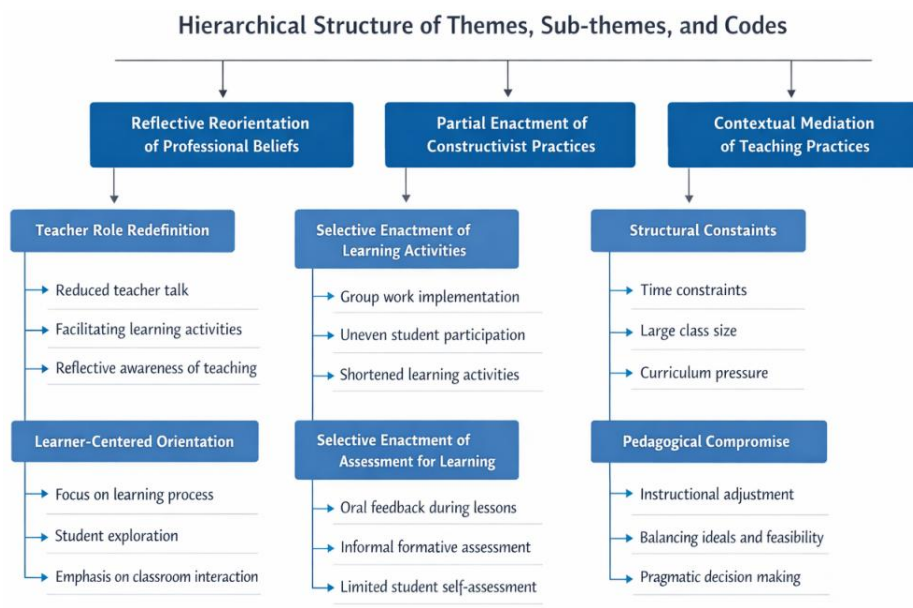 Hierarchical Structure of Themes, Sub-themes, and Codes
Reflective Reorientation
of Professional Beliefs
Partial Enactment of
Constructivist Practices
Contextual Mediation
of Teaching Practices
Teacher Role Redefinition
Reduced teacher talk
Facilitating learning activities
Reflective awareness of teaching
Learner-Centered Orientation
Focus on learning process
Student exploration
Emphasis on classroom interaction
Selective Enactment of
Learning Activities
Group work implementation
Uneven student participation
Shortened learning activities
Selective Enactment of
Assessment for Learning
Oral feedback during lessons
Informal formative assessment
Limited student self-assessment
Structural Constaints
Time constraints
Large class size
Curriculum pressure
Pedagogical Compromise
Instructional adjustment
Balancing ideals and feasibility
Pragmatic decision making